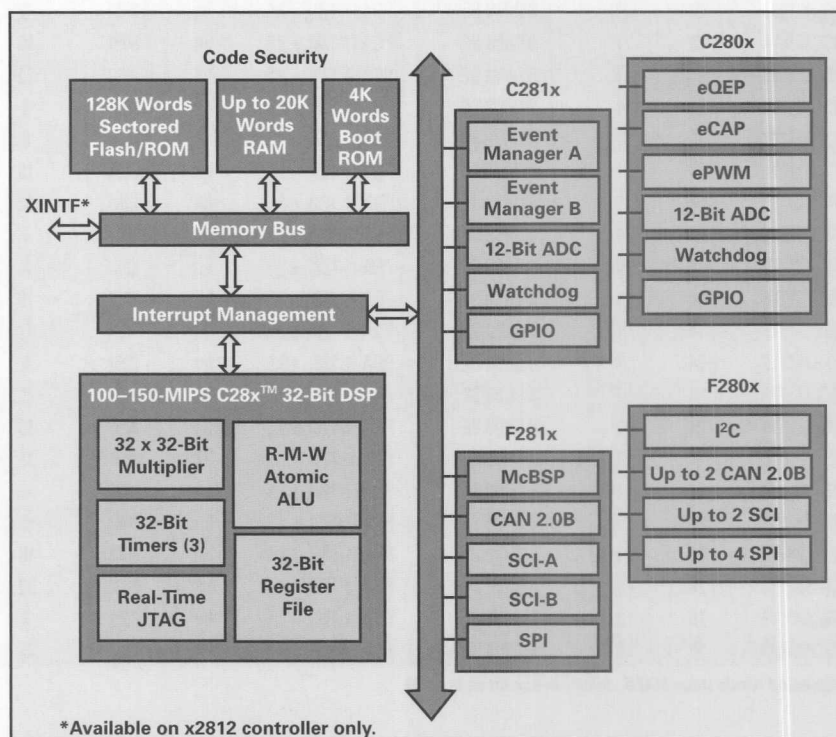 Code Security
128K Words
Sectored
Flash/ROM
Up to 20K
Words
RAM
4K
Words
Boot
ROM
XINTF*
Memory Bus
Interrupt Management
100–150-MIPS C28x™ 32-Bit DSP
32 x 32-Bit
Multiplier
R-M-W
Atomic
ALU
32-Bit
Timers (3)
32-Bit
Register
File
Real-Time
JTAG
C281x
Event
Manager A
Event
Manager B
12-Bit ADC
Watchdog
GPIO
C280x
eQEP
eCAP
ePWM
12-Bit ADC
Watchdog
GPIO
F281x
McBSP
CAN 2.0B
SCI-A
SCI-B
SPI
F280x
I²C
Up to 2 CAN 2.0B
Up to 2 SCI
Up to 4 SPI
*Available on x2812 controller only.